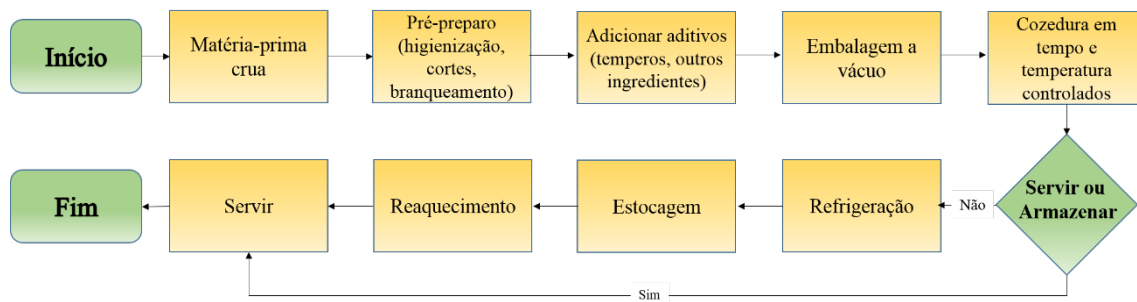 Início
Matéria-prima
crua
Pré-preparo
(higienização,
cortes,
branqueamento)
Adicionar aditivos
(temperos, outros
ingredientes)
Embalagem a
vácuo
Cozedura em
tempo e
temperatura
controlados
Servir ou
Armazenar
Não
Refrigeração
Estocagem
Reaquecimento
Servir
Fim
Sim